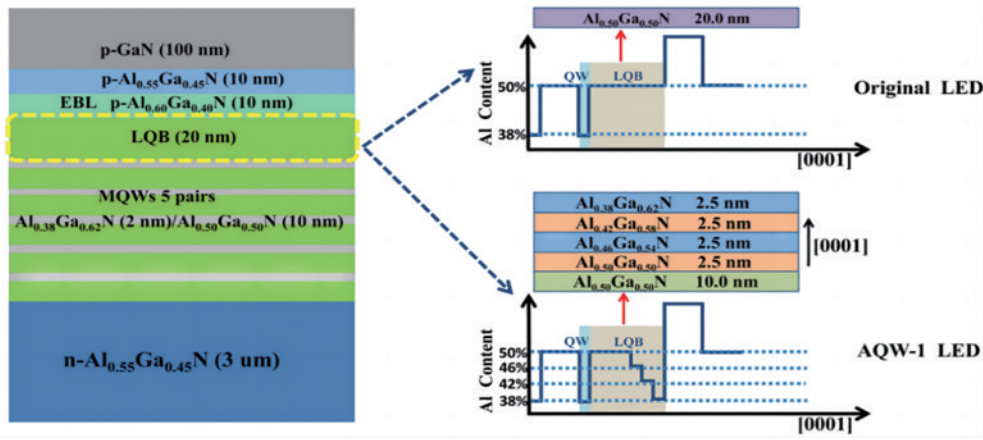 p-GaN (100 nm)
p-Al₀.₅₅Ga₀.₄₅N (10 nm)
EBL p-Al₀.₆₀Ga₀.₄₀N (10 nm)
LQB (20 nm)
MQWs 5 pairs
Al₀.₃₈Ga₀.₆₂N (2 nm)/Al₀.₅₀Ga₀.₅₀N (10 nm)
n-Al₀.₅₅Ga₀.₄₅N (3 um)
Al₀.₅₀Ga₀.₅₀N 20.0 nm
QW LQB
Al Content
50%
38%
[0001]
Original LED
Al₀.₃₈Ga₀.₆₂N 2.5 nm
Al₀.₄₂Ga₀.₅₈N 2.5 nm
Al₀.₄₆Ga₀.₅₄N 2.5 nm
Al₀.₅₀Ga₀.₅₀N 2.5 nm
Al₀.₅₀Ga₀.₅₀N 10.0 nm
[0001]
QW LQB
Al Content
50%
46%
42%
38%
[0001]
AQW-1 LED